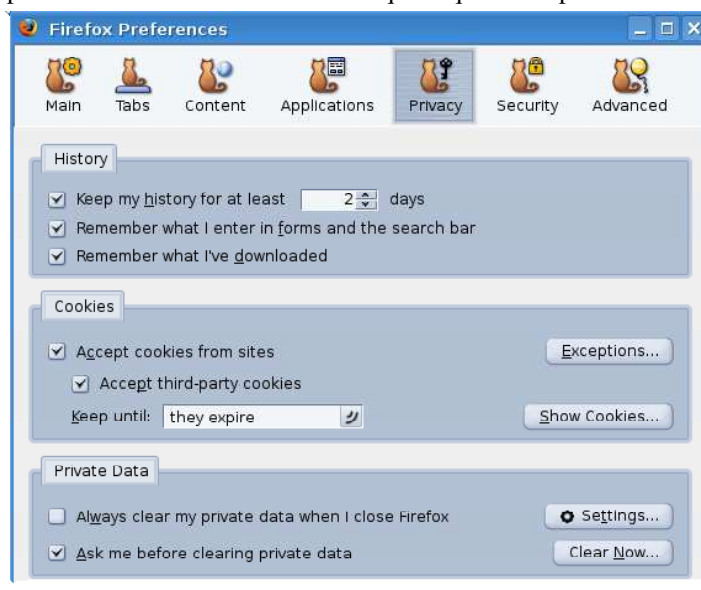 Firefox Preferences
Main Tabs Content Applications Privacy Security Advanced
History
Keep my history for at least 2 days
Remember what I enter in forms and the search bar
Remember what I've downloaded
Cookies
Accept cookies from sites Exceptions...
Accept third-party cookies
Keep until: they expire Show Cookies...
Private Data
Always clear my private data when I close Firefox Settings...
Ask me before clearing private data Clear Now...